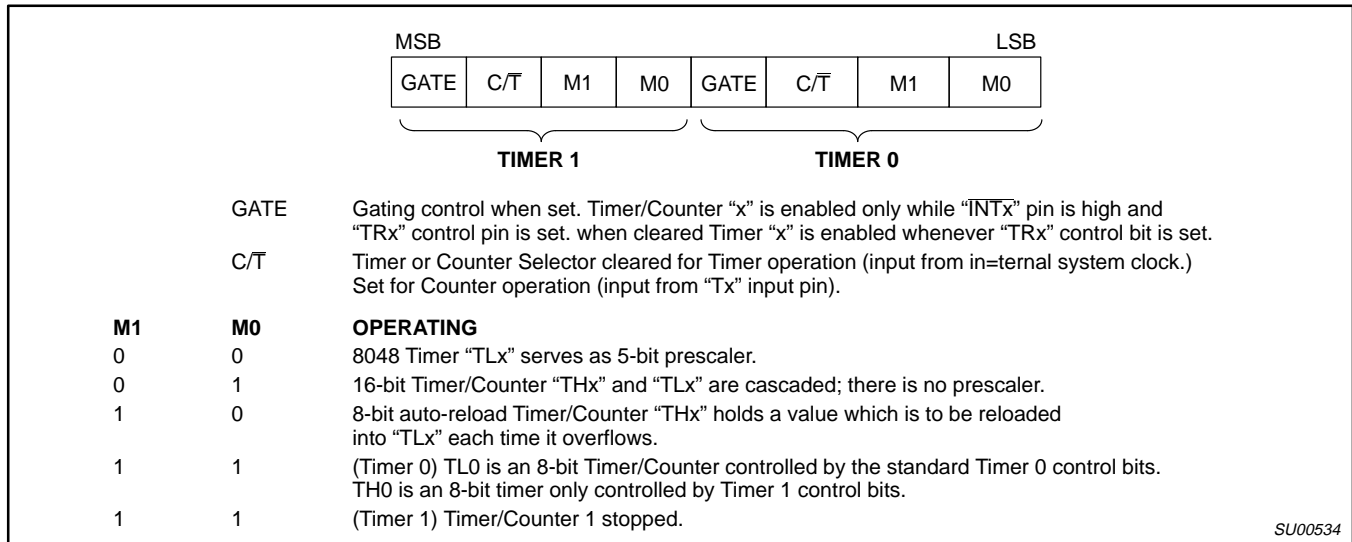 MSB LSB
GATE C/T̅ M1 M0 GATE C/T̅ M1 M0
TIMER 1 TIMER 0
GATE Gating control when set. Timer/Counter “x” is enabled only while “I̅N̅T̅x̅” pin is high and
“TRx” control pin is set. when cleared Timer “x” is enabled whenever “TRx” control bit is set.
C/T̅ Timer or Counter Selector cleared for Timer operation (input from in=ternal system clock.)
Set for Counter operation (input from “Tx” input pin).
M1 M0 OPERATING
0 0 8048 Timer “TLx” serves as 5-bit prescaler.
0 1 16-bit Timer/Counter “THx” and “TLx” are cascaded; there is no prescaler.
1 0 8-bit auto-reload Timer/Counter “THx” holds a value which is to be reloaded
into “TLx” each time it overflows.
1 1 (Timer 0) TL0 is an 8-bit Timer/Counter controlled by the standard Timer 0 control bits.
TH0 is an 8-bit timer only controlled by Timer 1 control bits.
1 1 (Timer 1) Timer/Counter 1 stopped.
SU00534